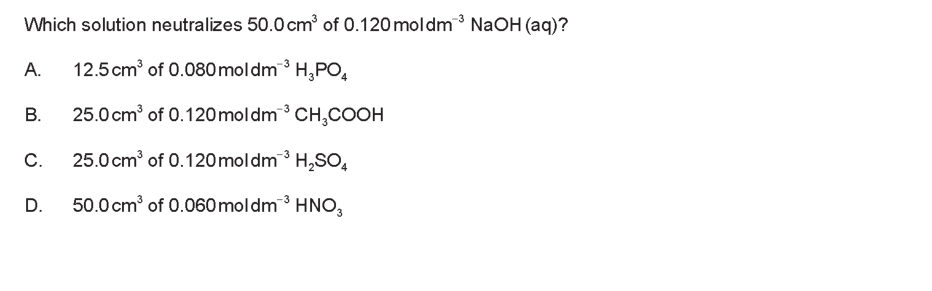 Which solution neutralizes 50.0 cm³ of 0.120 mol dm⁻³ NaOH (aq)?
A. 12.5 cm³ of 0.080 mol dm⁻³ H₃PO₄
B. 25.0 cm³ of 0.120 mol dm⁻³ CH₃COOH
C. 25.0 cm³ of 0.120 mol dm⁻³ H₂SO₄
D. 50.0 cm³ of 0.060 mol dm⁻³ HNO₃